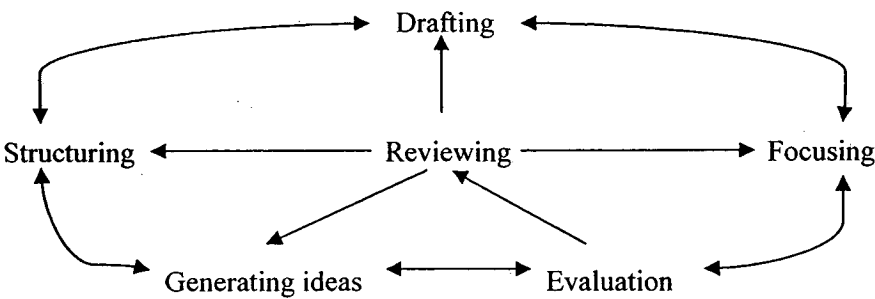 Drafting
Structuring
Reviewing
Focusing
Generating ideas
Evaluation